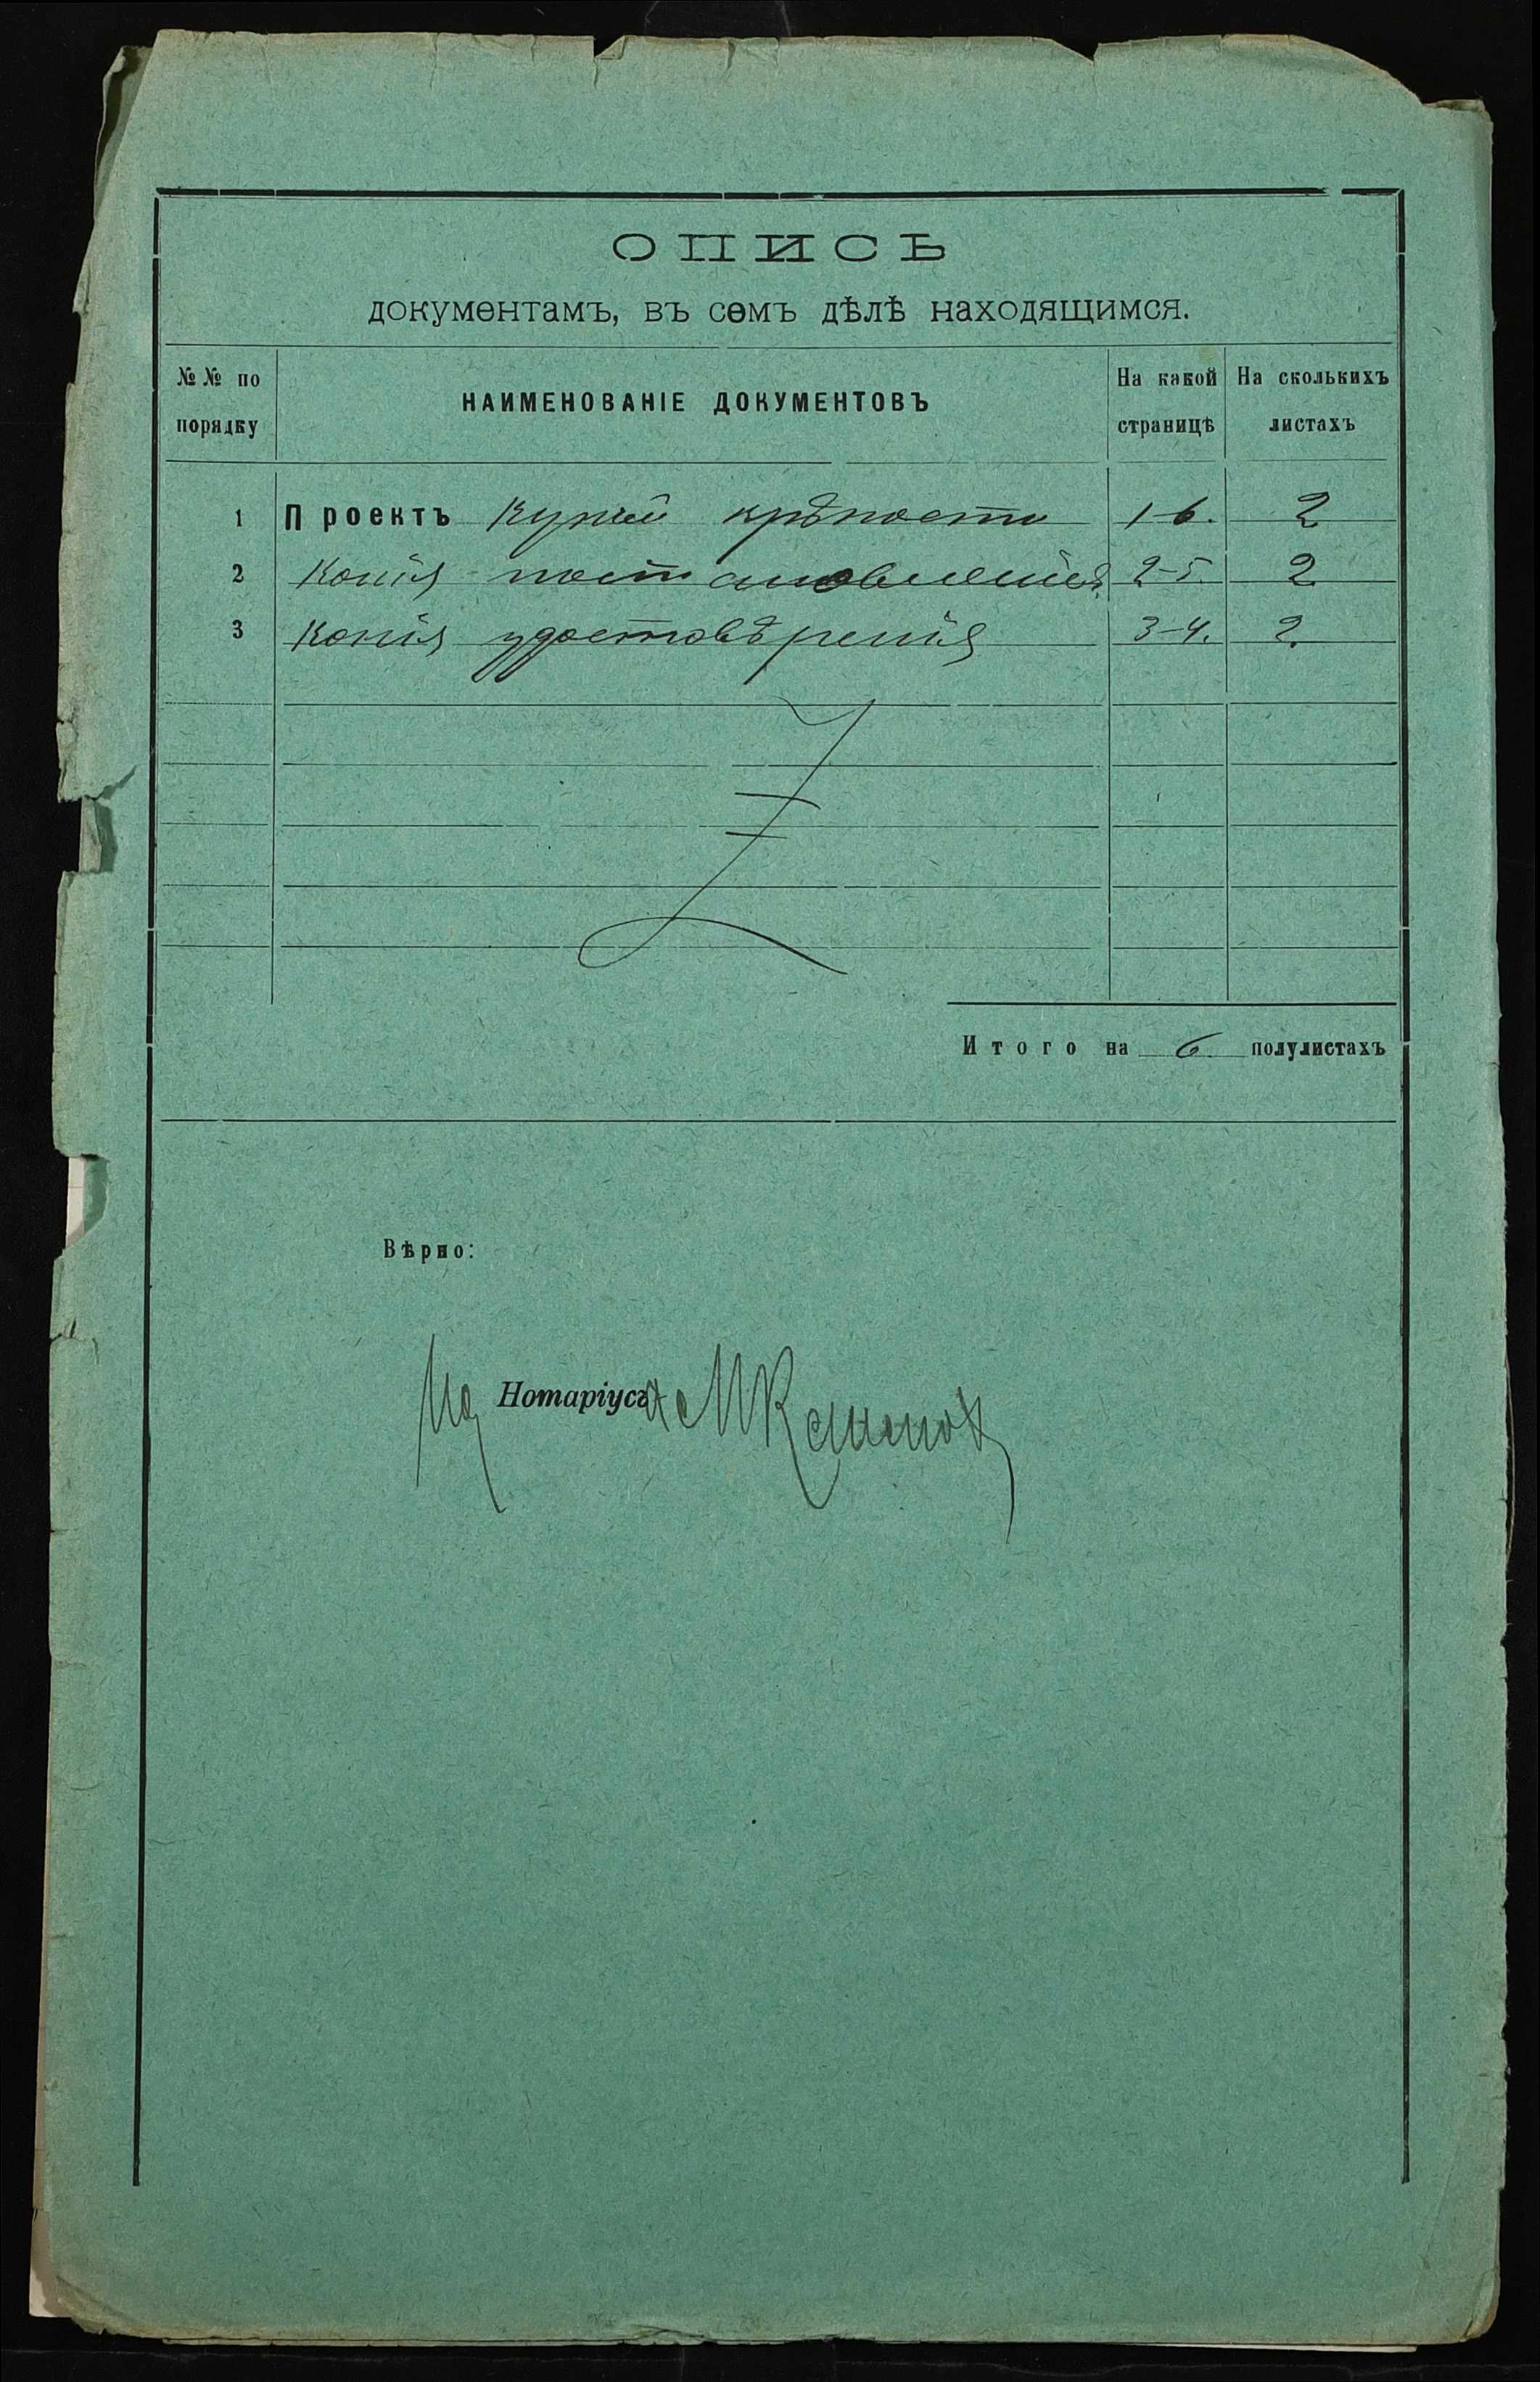 ОПИСЬ
документамъ, въ семъ дѣлѣ находящимся.
№№ по порядку
НАИМЕНОВАНІЕ ДОКУМЕНТОВЪ
На какой страницѣ
На сколькихъ листахъ
1 Проектъ купчей крѣпости 1-6. 2
2 Копія постановленія 2-5. 2
3 Копія удостовѣренія 3-4. 2.
Итого на 6. полулистахъ
Вѣрно:
Нотаріуса